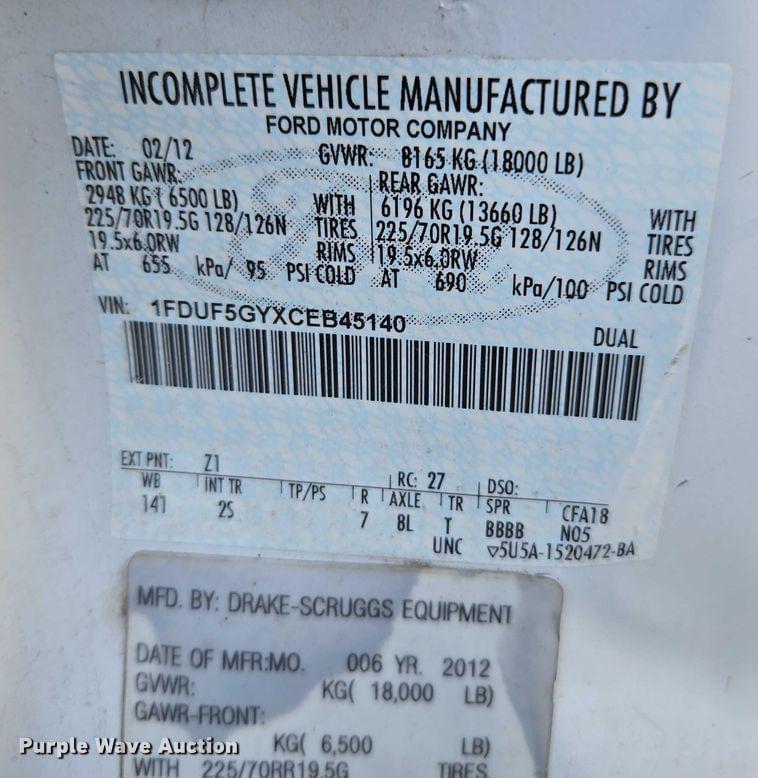 INCOMPLETE VEHICLE MANUFACTURED BY
FORD MOTOR COMPANY
DATE: 02/12 GVWR: 8165 KG (18000 LB)
FRONT GAWR: REAR GAWR:
2948 KG ( 6500 LB) WITH 6196 KG (13660 LB) WITH
225/70R19.5G 128/126N TIRES 225/70R19.5G 128/126N TIRES
19.5x6.0RW RIMS 19.5x6.0RW RIMS
AT 655 kPa/ 95 PSI COLD AT 690 kPa/100 PSI COLD
VIN: 1FDUF5GYXCEB45140 DUAL
EXT PNT: Z1 RC: 27 DSO:
WB INT TR TP/PS R AXLE TR SPR CFA18
141 2S 7 8L T BBBB N05
UNC ▽5U5A-1520472-BA
MFD. BY: DRAKE-SCRUGGS EQUIPMENT
DATE OF MFR:MO. 006 YR. 2012
GVWR: KG( 18,000 LB)
GAWR-FRONT:
KG( 6,500 LB)
WITH 225/70RR19.5G TIRES
Purple Wave Auction